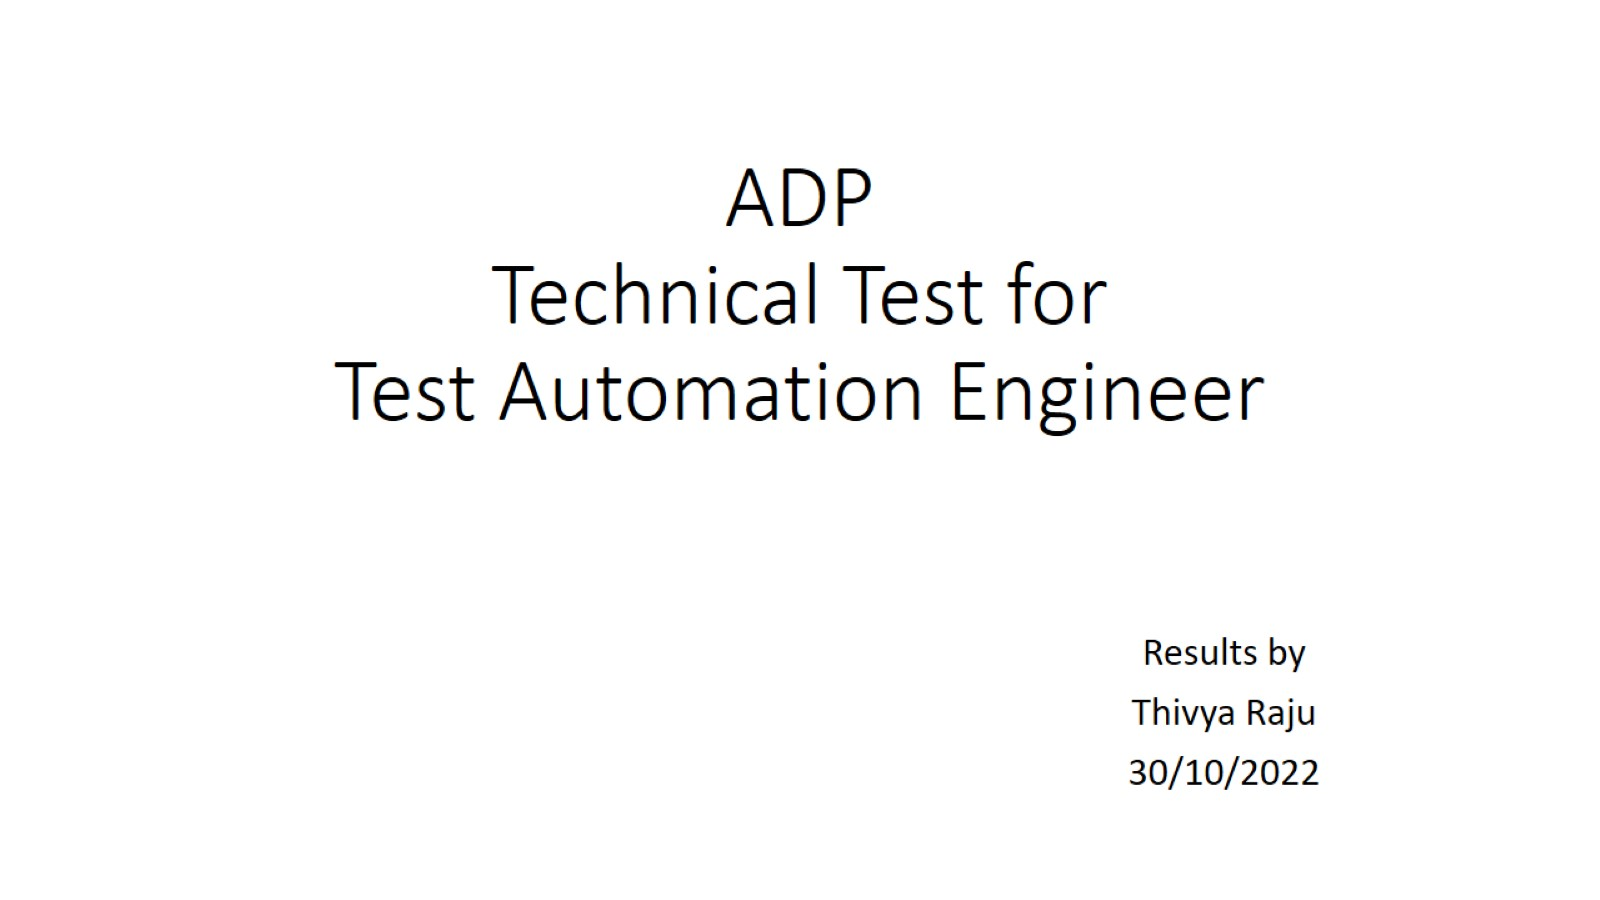 ADP
Technical Test for
Test Automation Engineer
Results by
Thivya Raju
30/10/2022